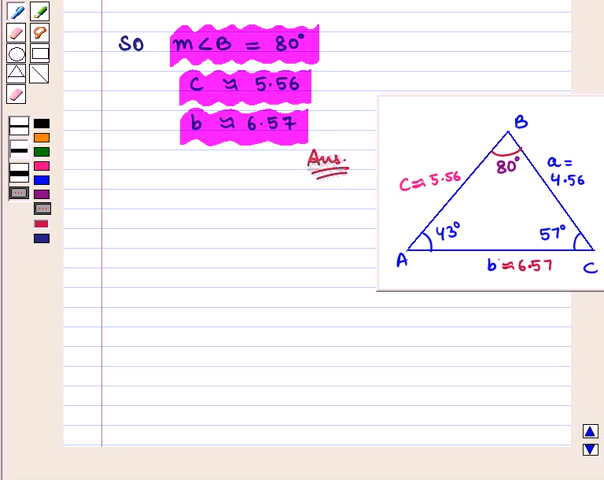 SO m∠B = 80°
c ≈ 5.56
b ≈ 6.57
Ans.
B
80°
a =
4.56
c ≈ 5.56
43°
57°
A
b ≈ 6.57
C